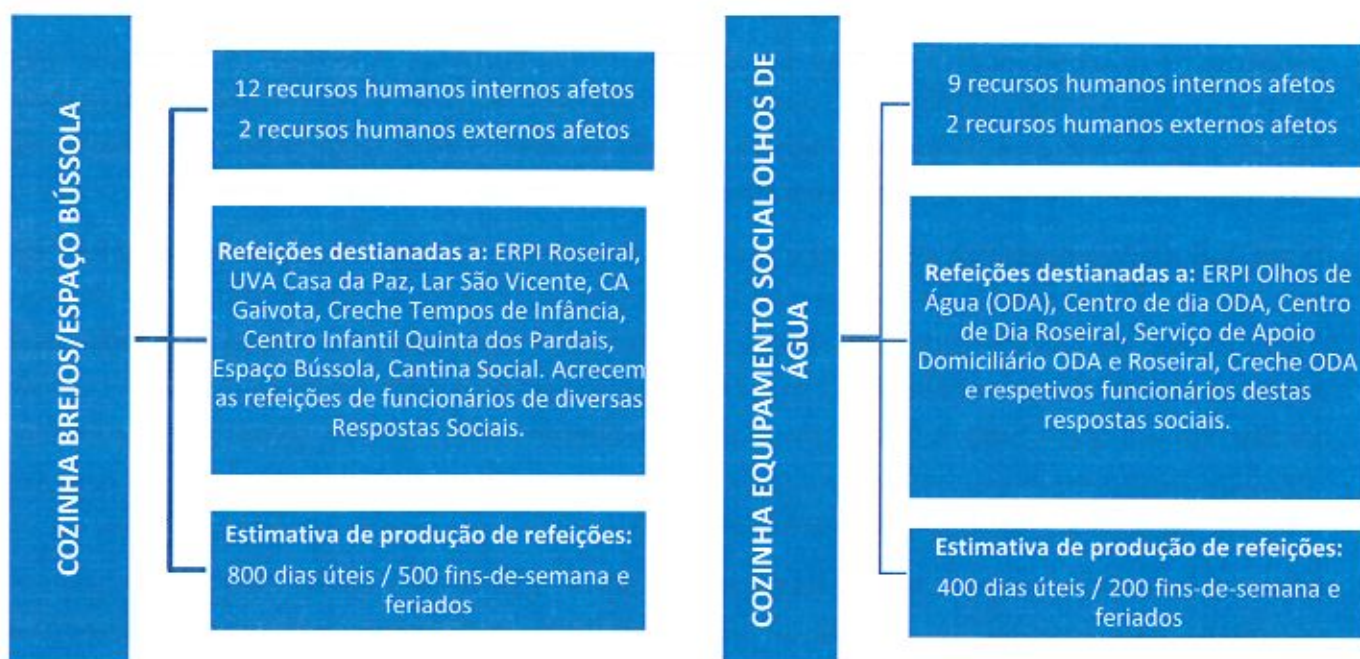 COZINHA BREJOS/ESPAÇO BÚSSOLA
12 recursos humanos internos afetos
2 recursos humanos externos afetos
Refeições destianadas a: ERPI Roseiral,
UVA Casa da Paz, Lar São Vicente, CA
Gaivota, Creche Tempos de Infância,
Centro Infantil Quinta dos Pardais,
Espaço Bússola, Cantina Social. Acrecem
as refeições de funcionários de diversas
Respostas Sociais.
Estimativa de produção de refeições:
800 dias úteis / 500 fins-de-semana e
feriados
COZINHA EQUIPAMENTO SOCIAL OLHOS DE
ÁGUA
9 recursos humanos internos afetos
2 recursos humanos externos afetos
Refeições destianadas a: ERPI Olhos de
Água (ODA), Centro de dia ODA, Centro
de Dia Roseiral, Serviço de Apoio
Domiciliário ODA e Roseiral, Creche ODA
e respetivos funcionários destas
respostas sociais.
Estimativa de produção de refeições:
400 dias úteis / 200 fins-de-semana e
feriados